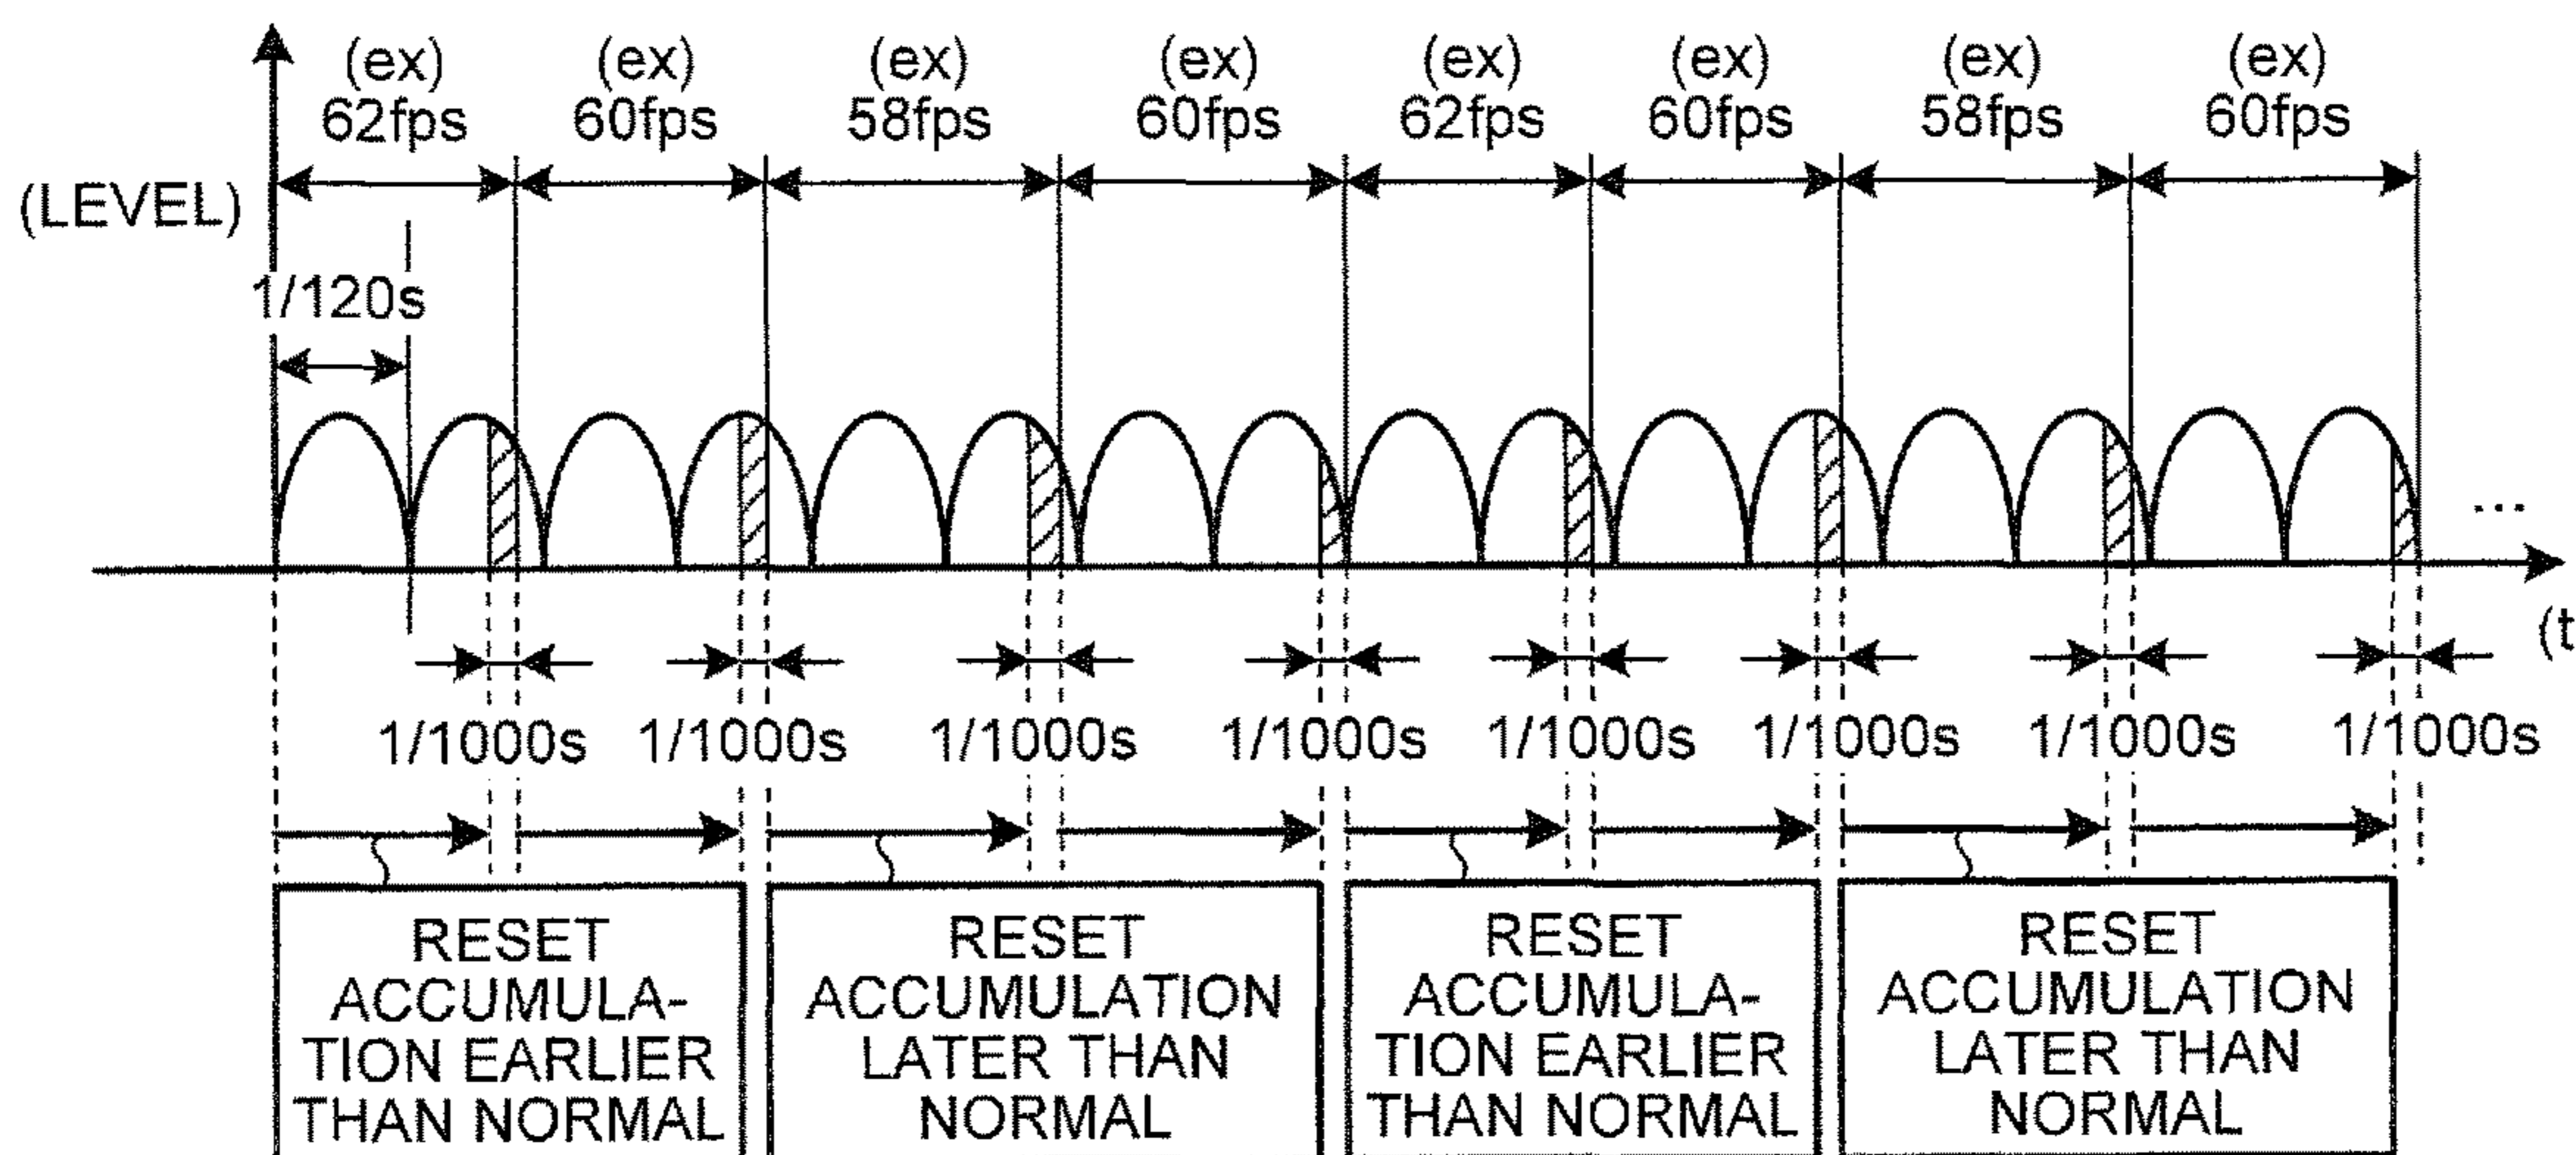 (ex) (ex) (ex) (ex) (ex) (ex) (ex) (ex)
62fps 60fps 58fps 60fps 62fps 60fps 58fps 60fps
(LEVEL)
1/120s
...
(t
1/1000s 1/1000s 1/1000s 1/1000s 1/1000s 1/1000s 1/1000s 1/1000s
RESET
ACCUMULA-
TION EARLIER
THAN NORMAL
RESET
ACCUMULATION
LATER THAN
NORMAL
RESET
ACCUMULA-
TION EARLIER
THAN NORMAL
RESET
ACCUMULATION
LATER THAN
NORMAL